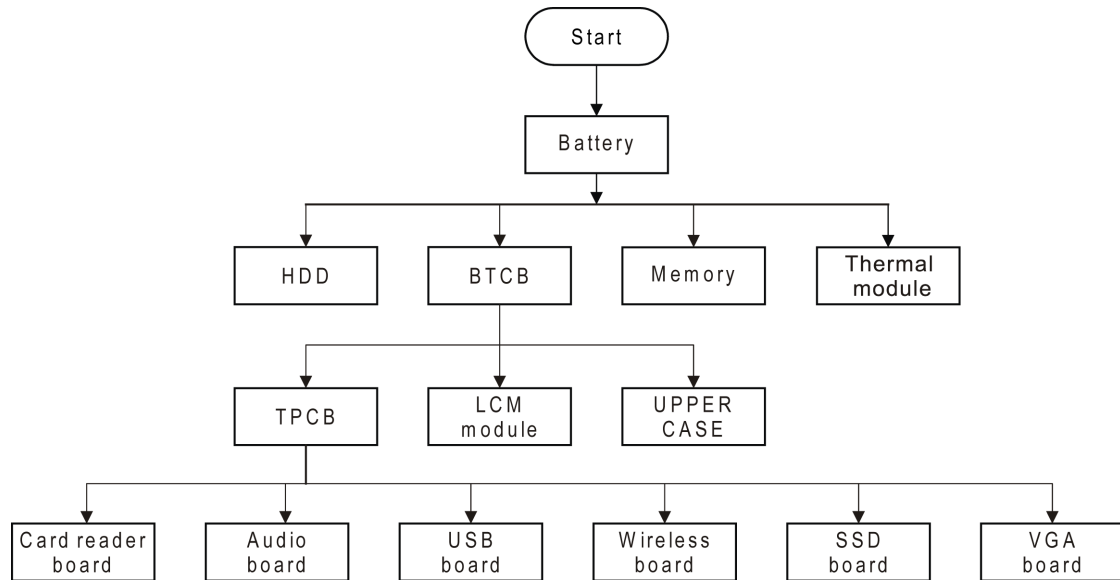 Start
Battery
HDD
BTCB
Memory
Thermal
module
TPCB
LCM
module
UPPER
CASE
Card reader
board
Audio
board
USB
board
Wireless
board
SSD
board
VGA
board